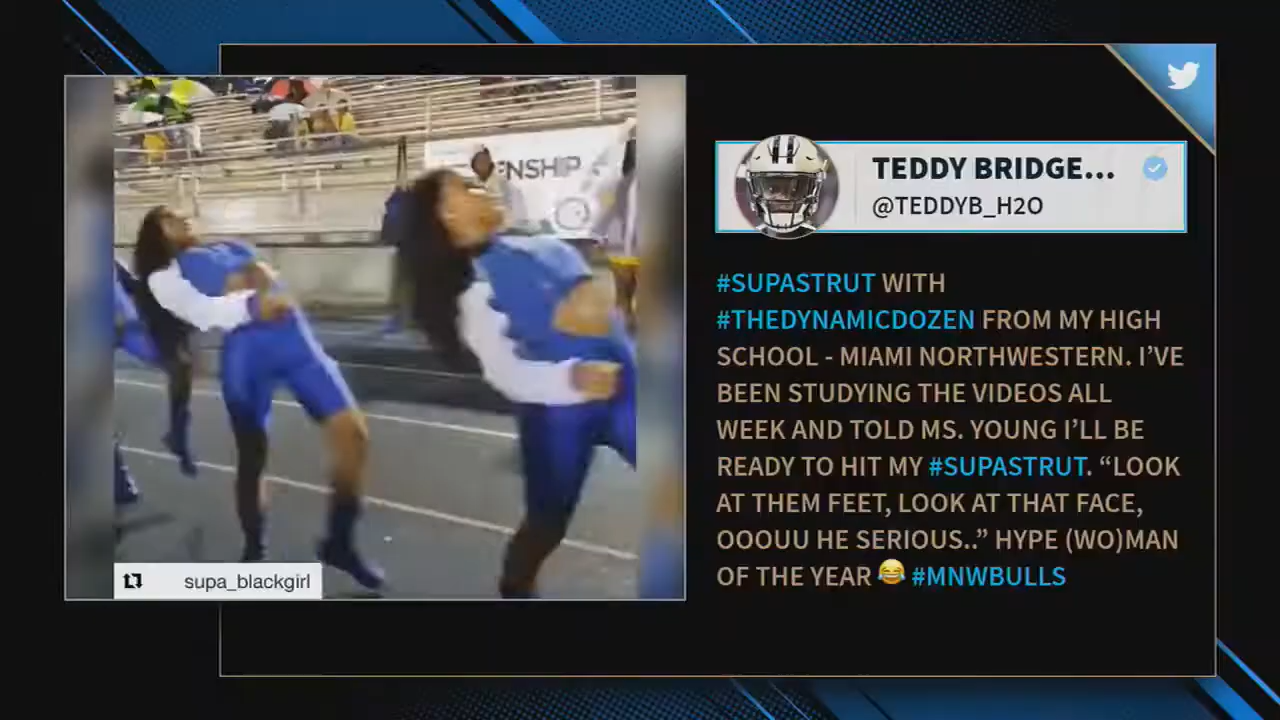 ENSHIP
TEDDY BRIDGE...
@TEDDYB_H2O
#SUPASTRUT WITH
#THEDYNAMICDOZEN FROM MY HIGH
SCHOOL - MIAMI NORTHWESTERN. I'VE
BEEN STUDYING THE VIDEOS ALL
WEEK AND TOLD MS. YOUNG I'LL BE
READY TO HIT MY #SUPASTRUT. “LOOK
AT THEM FEET, LOOK AT THAT FACE,
OOOUU HE SERIOUS..” HYPE (WO)MAN
OF THE YEAR 😂 #MNWBULLS
supa_blackgirl